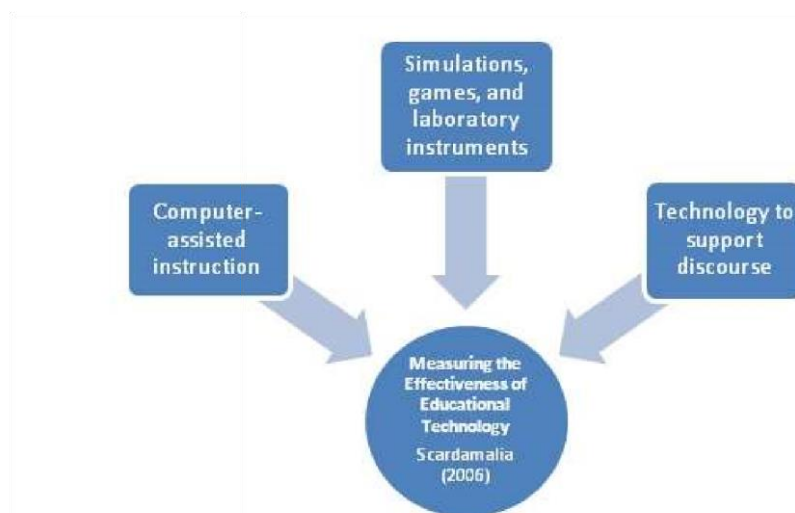 Simulations,
games, and
laboratory
instruments
Computer-
assisted
instruction
Technology to
support
discourse
Measuring the
Effectiveness of
Educational
Technology
Scardamalia
(2006)